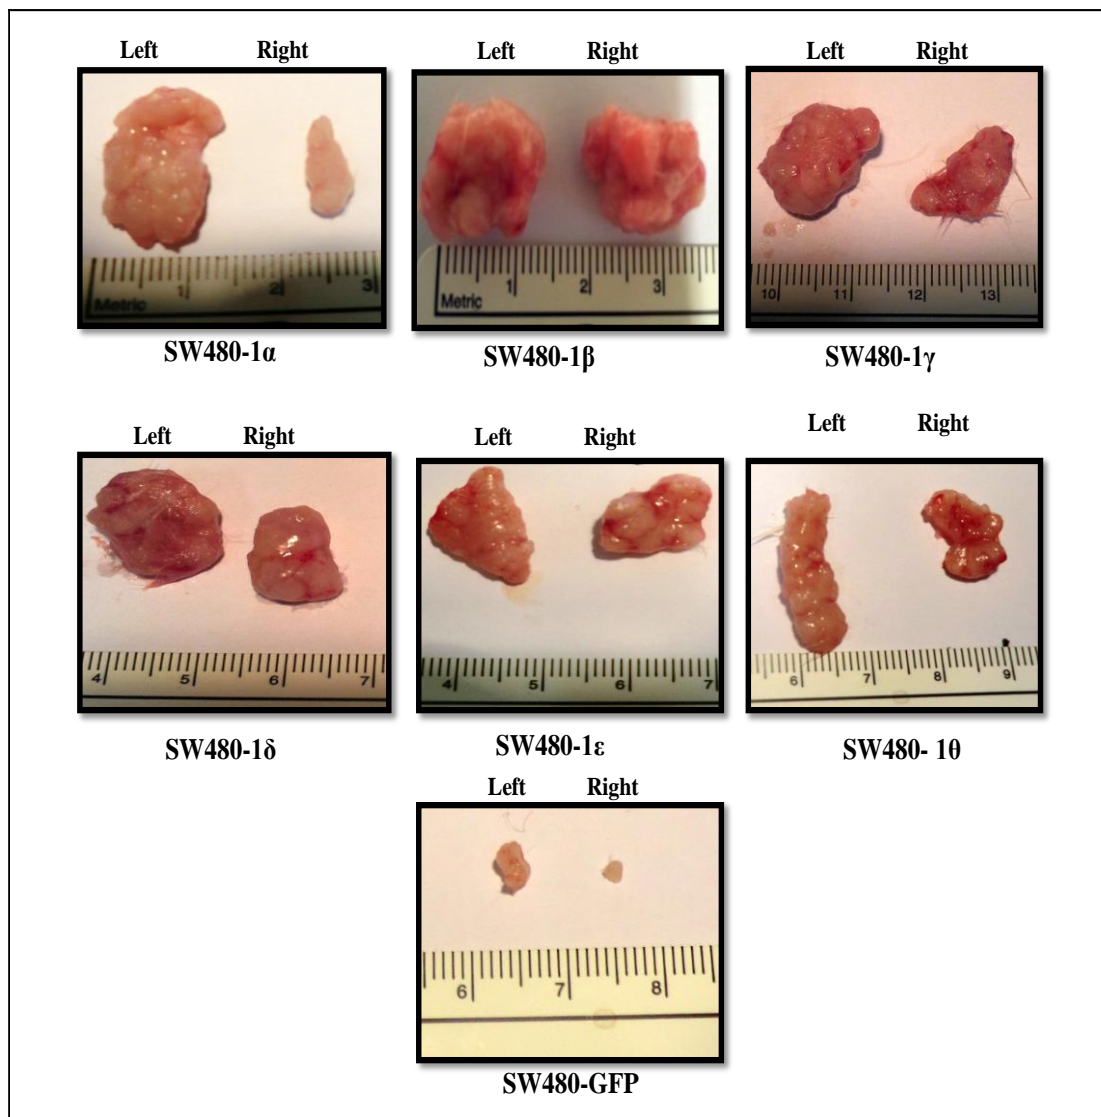 Left Right Left Right Left Right
1 2 3 Metric
1 2 3 Metric
10 11 12 13
SW480-1α SW480-1β SW480-1γ
Left Right Left Right Left Right
4 5 6 7
4 5 6 7
6 7 8 9
SW480-1δ SW480-1ε SW480- 1θ
Left Right
6 7 8
SW480-GFP